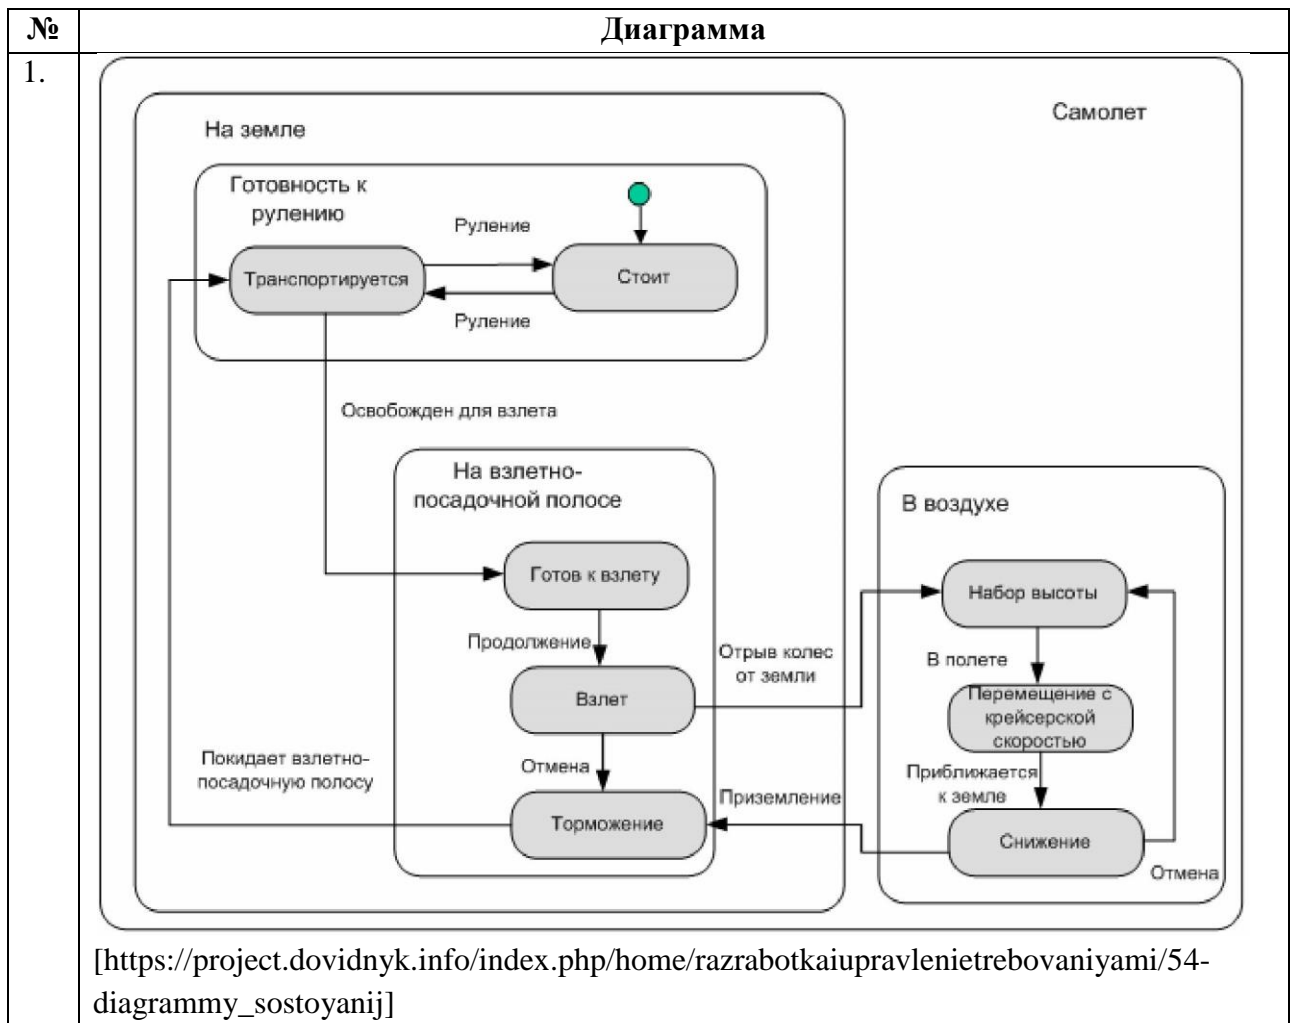 №
Диаграмма
1.
Самолет
На земле
Готовность к
рулению
Руление
Транспортируется
Стоит
Руление
Освобожден для взлета
На взлетно-
посадочной полосе
В воздухе
Готов к взлету
Набор высоты
Продолжение
Отрыв колес
от земли
В полете
Взлет
Перемещение с
крейсерской
скоростью
Покидает взлетно-
посадочную полосу
Отмена
Приближается
к земле
Приземление
Торможение
Снижение
Отмена
[https://project.dovidnyk.info/index.php/home/razrabotkaiupravlenietrebovaniyami/54-
diagrammy_sostoyanij]